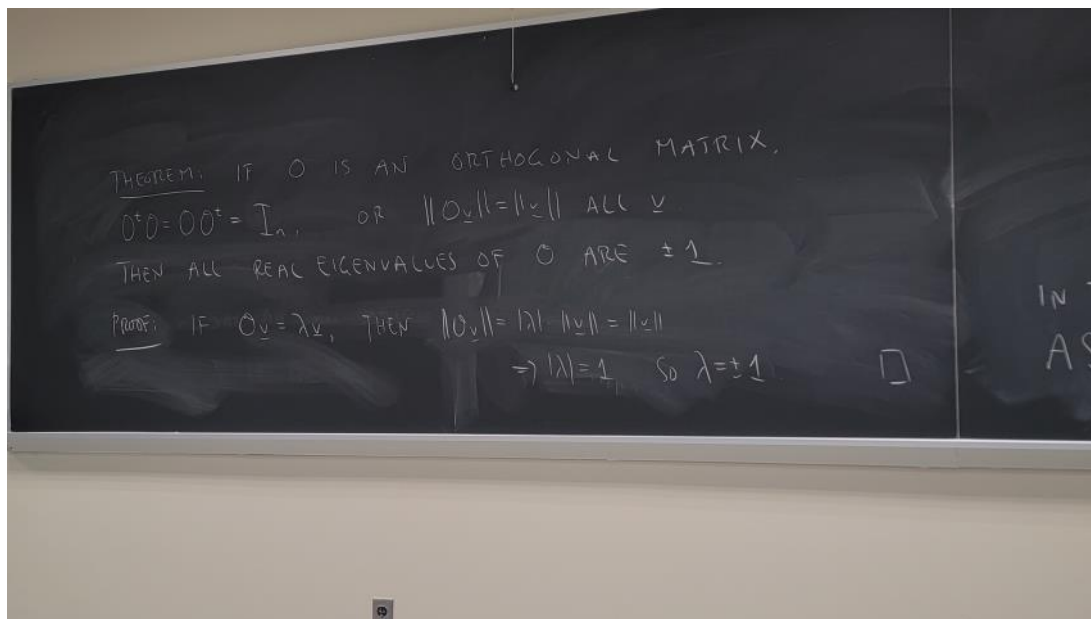 THEOREM: IF O IS AN ORTHOGONAL MATRIX,
OᵗO = OOᵗ = Iₙ, OR ||Ov̲|| = ||v̲|| ALL v̲
THEN ALL REAL EIGENVALUES OF O ARE ±1.
PROOF: IF Ov̲ = λv̲, THEN ||Ov̲|| = |λ|·||v̲|| = ||v̲||
=> |λ| = 1, SO λ = ±1. □
IN
AS